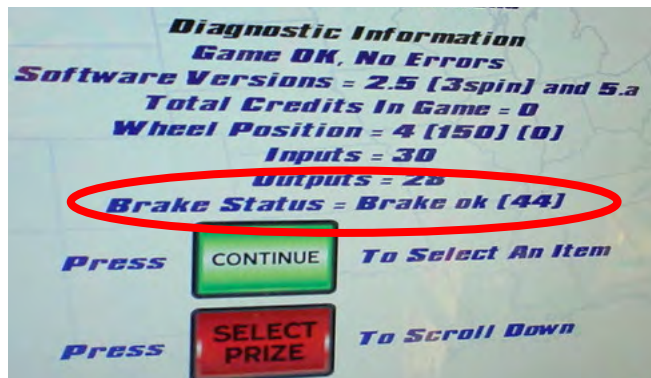 Diagnostic Information
Game OK, No Errors
Software Versions = 2.5 (3spin) and 5.a
Total Credits In Game = 0
Wheel Position = 4 (150) (0)
Inputs = 30
Outputs = 28
Brake Status = Brake ok (44)
Press CONTINUE To Select An Item
Press SELECT PRIZE To Scroll Down